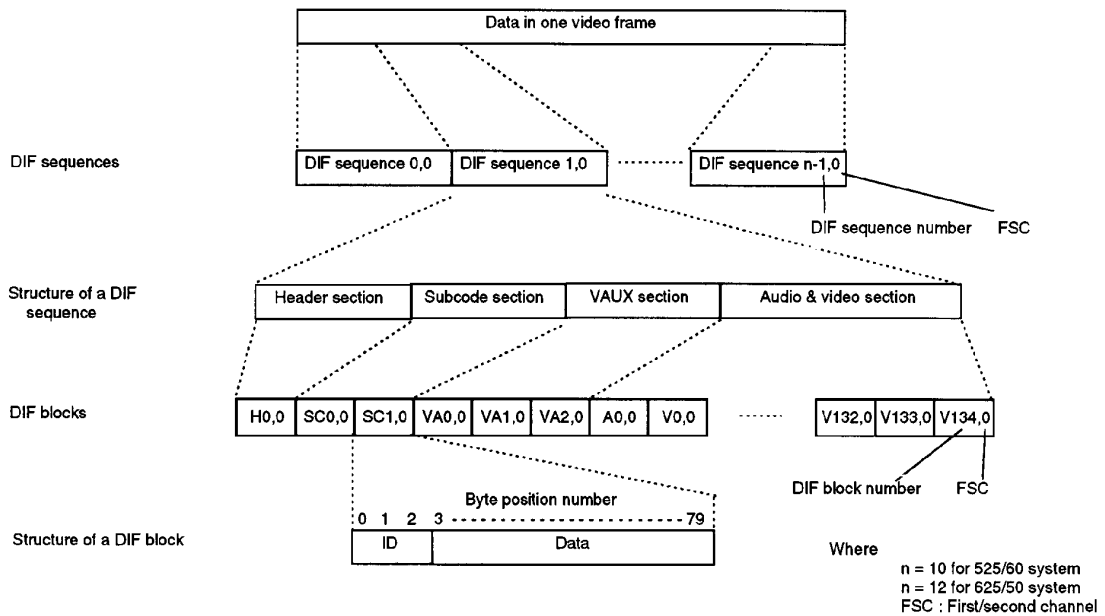 Data in one video frame
DIF sequences
DIF sequence 0,0
DIF sequence 1,0
DIF sequence n-1,0
DIF sequence number
FSC
Structure of a DIF
sequence
Header section
Subcode section
VAUX section
Audio & video section
DIF blocks
H0,0
SC0,0
SC1,0
VA0,0
VA1,0
VA2,0
A0,0
V0,0
V132,0
V133,0
V134,0
DIF block number
FSC
Byte position number
0 1 2 3 79
Structure of a DIF block
ID
Data
Where
n = 10 for 525/60 system
n = 12 for 625/50 system
FSC : First/second channel